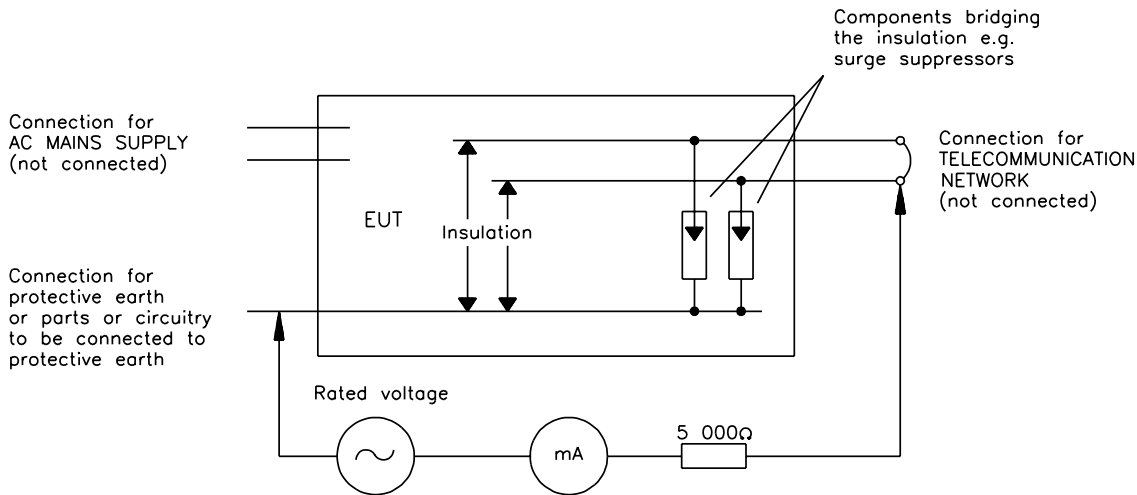 Components bridging
the insulation e.g.
surge suppressors
Connection for
AC MAINS SUPPLY
(not connected)
Connection for
TELECOMMUNICATION
NETWORK
(not connected)
EUT
Insulation
Connection for
protective earth
or parts or circuitry
to be connected to
protective earth
Rated voltage
mA
5 000Ω